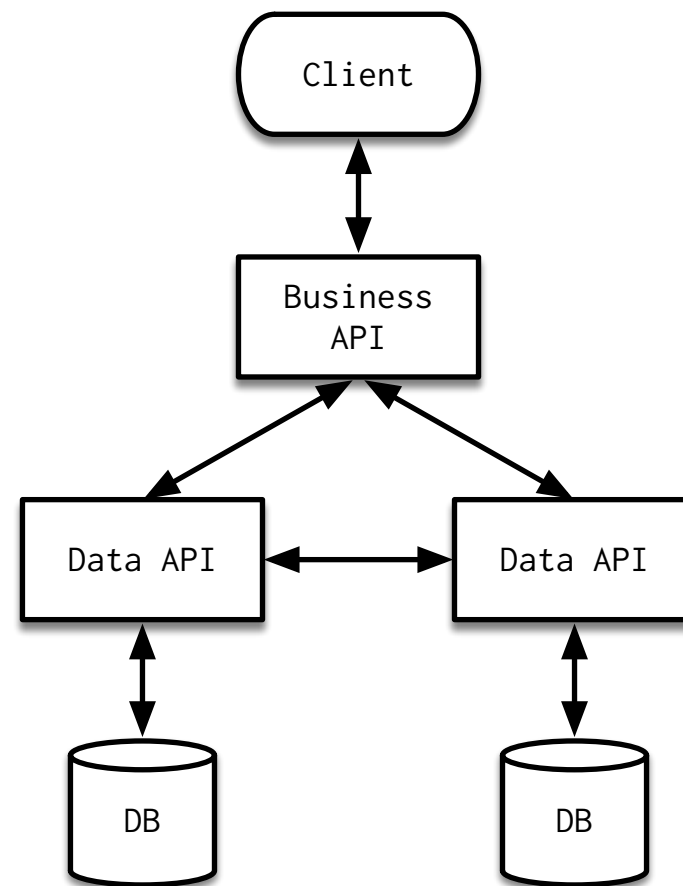 Client
Business
API
Data API
Data API
DB
DB